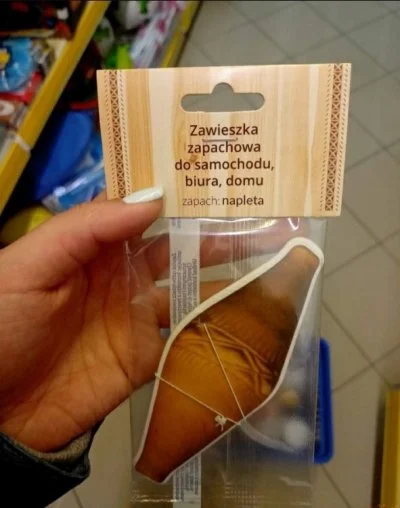 Zawieszka
zapachowa
do samochodu,
biura, domu
zapach: napleta